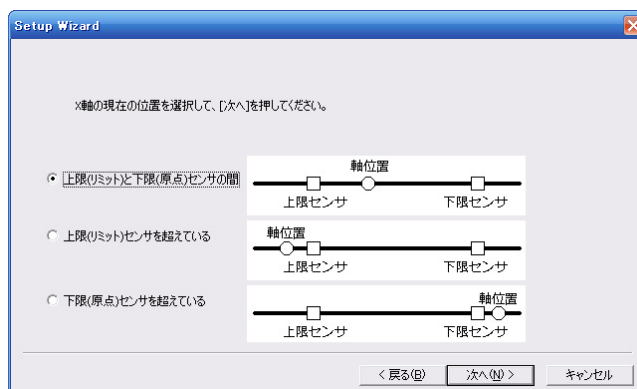 Setup Wizard
X軸の現在の位置を選択して、[次へ]を押してください。
上限(リミット)と下限(原点)センサの間
軸位置
上限センサ 下限センサ
上限(リミット)センサを超えている
軸位置
上限センサ 下限センサ
下限(原点)センサを超えている
軸位置
上限センサ 下限センサ
< 戻る(B) 次へ(N) > キャンセル